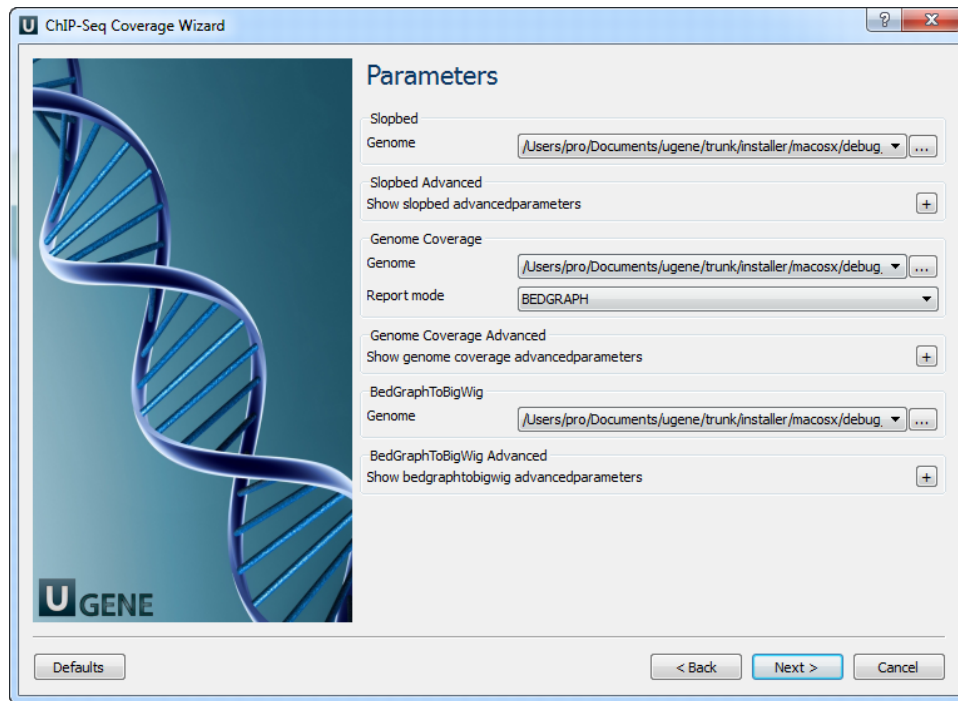 U ChIP-Seq Coverage Wizard
?
Parameters
Slopbed
Genome /Users/pro/Documents/ugene/trunk/installer/macosx/debug, ...
Slopbed Advanced
Show slopbed advancedparameters +
Genome Coverage
Genome /Users/pro/Documents/ugene/trunk/installer/macosx/debug, ...
Report mode BEDGRAPH
Genome Coverage Advanced
Show genome coverage advancedparameters +
BedGraphToBigWig
Genome /Users/pro/Documents/ugene/trunk/installer/macosx/debug, ...
BedGraphToBigWig Advanced
Show bedgraphtobigwig advancedparameters +
U GENE
Defaults < Back Next > Cancel